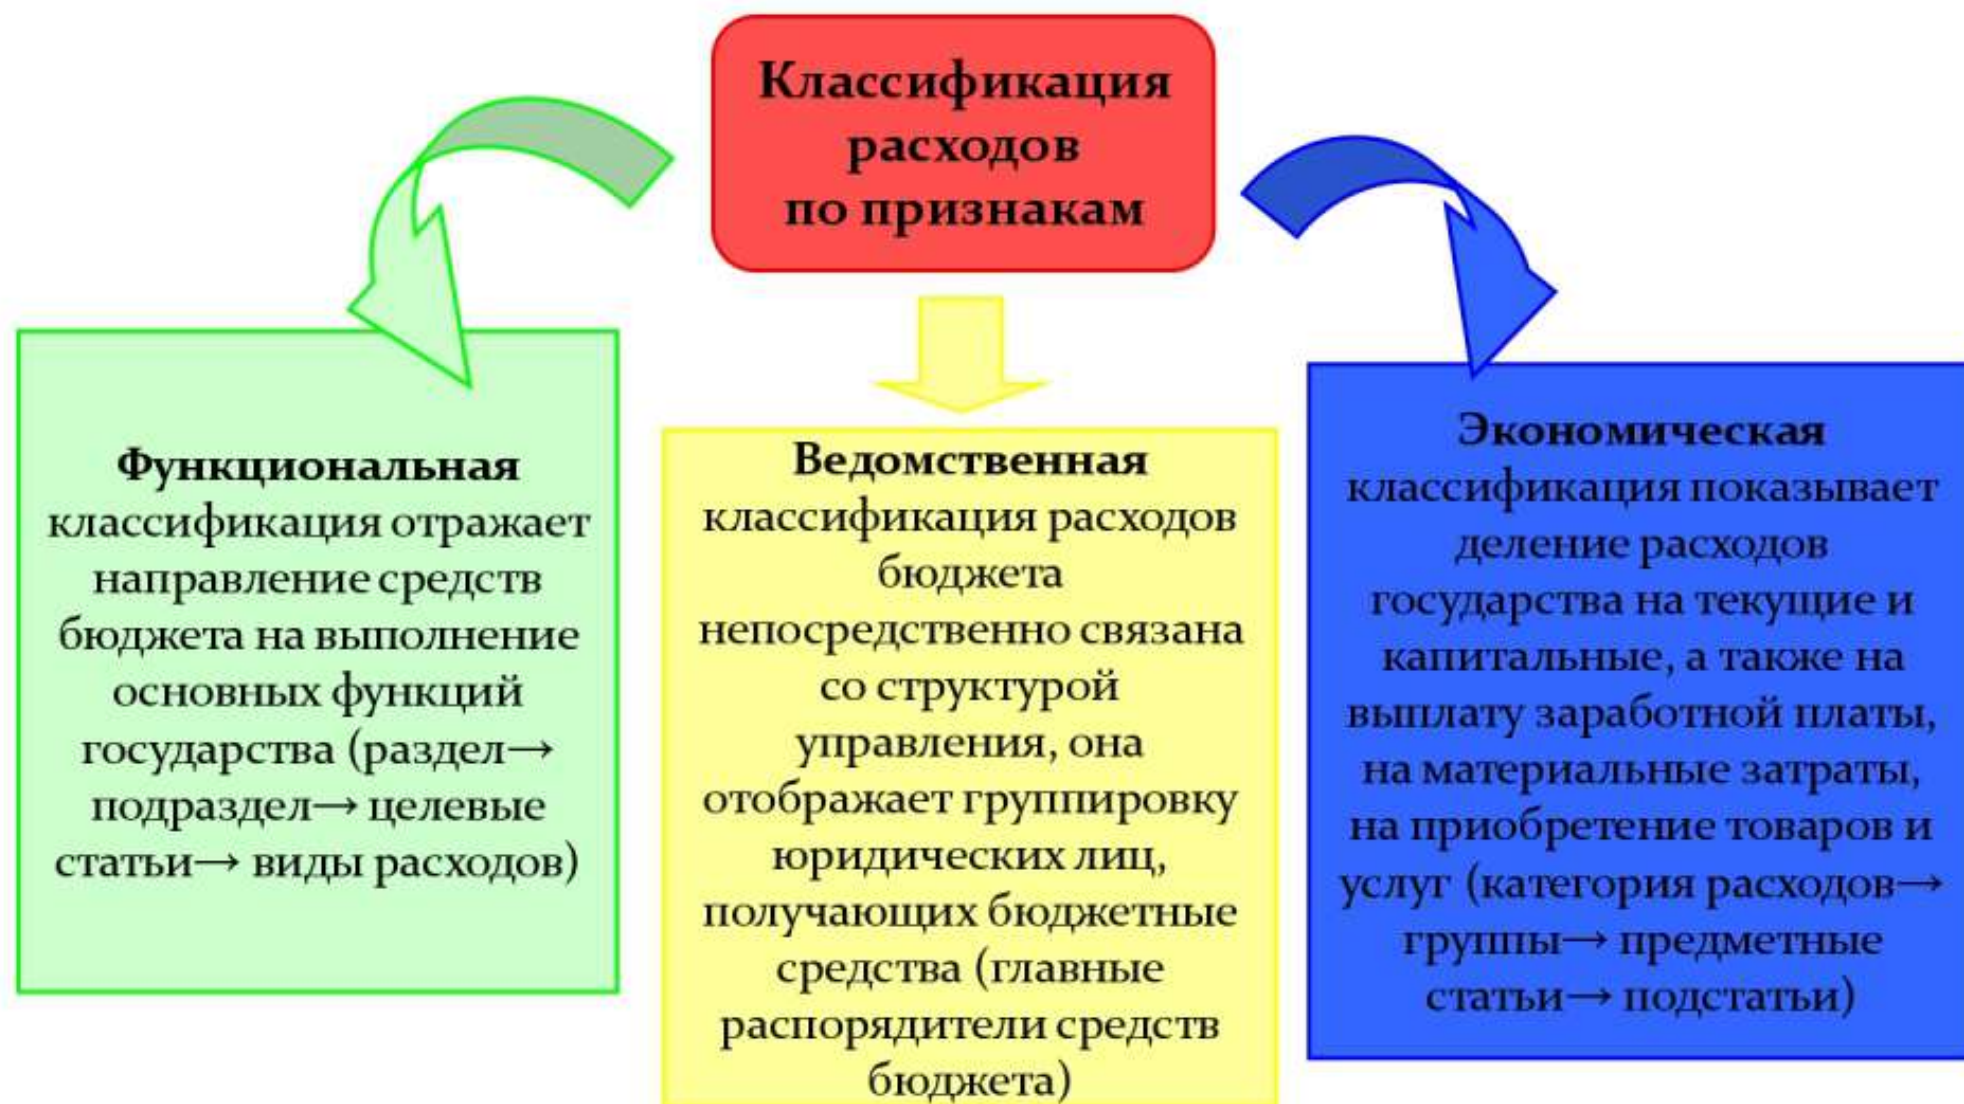 Классификация
расходов
по признакам
Функциональная
классификация отражает
направление средств
бюджета на выполнение
основных функций
государства (раздел→
подраздел→ целевые
статьи→ виды расходов)
Ведомственная
классификация расходов
бюджета
непосредственно связана
со структурой
управления, она
отображает группировку
юридических лиц,
получающих бюджетные
средства (главные
распорядители средств
бюджета)
Экономическая
классификация показывает
деление расходов
государства на текущие и
капитальные, а также на
выплату заработной платы,
на материальные затраты,
на приобретение товаров и
услуг (категория расходов→
группы→ предметные
статьи→ подстатьи)